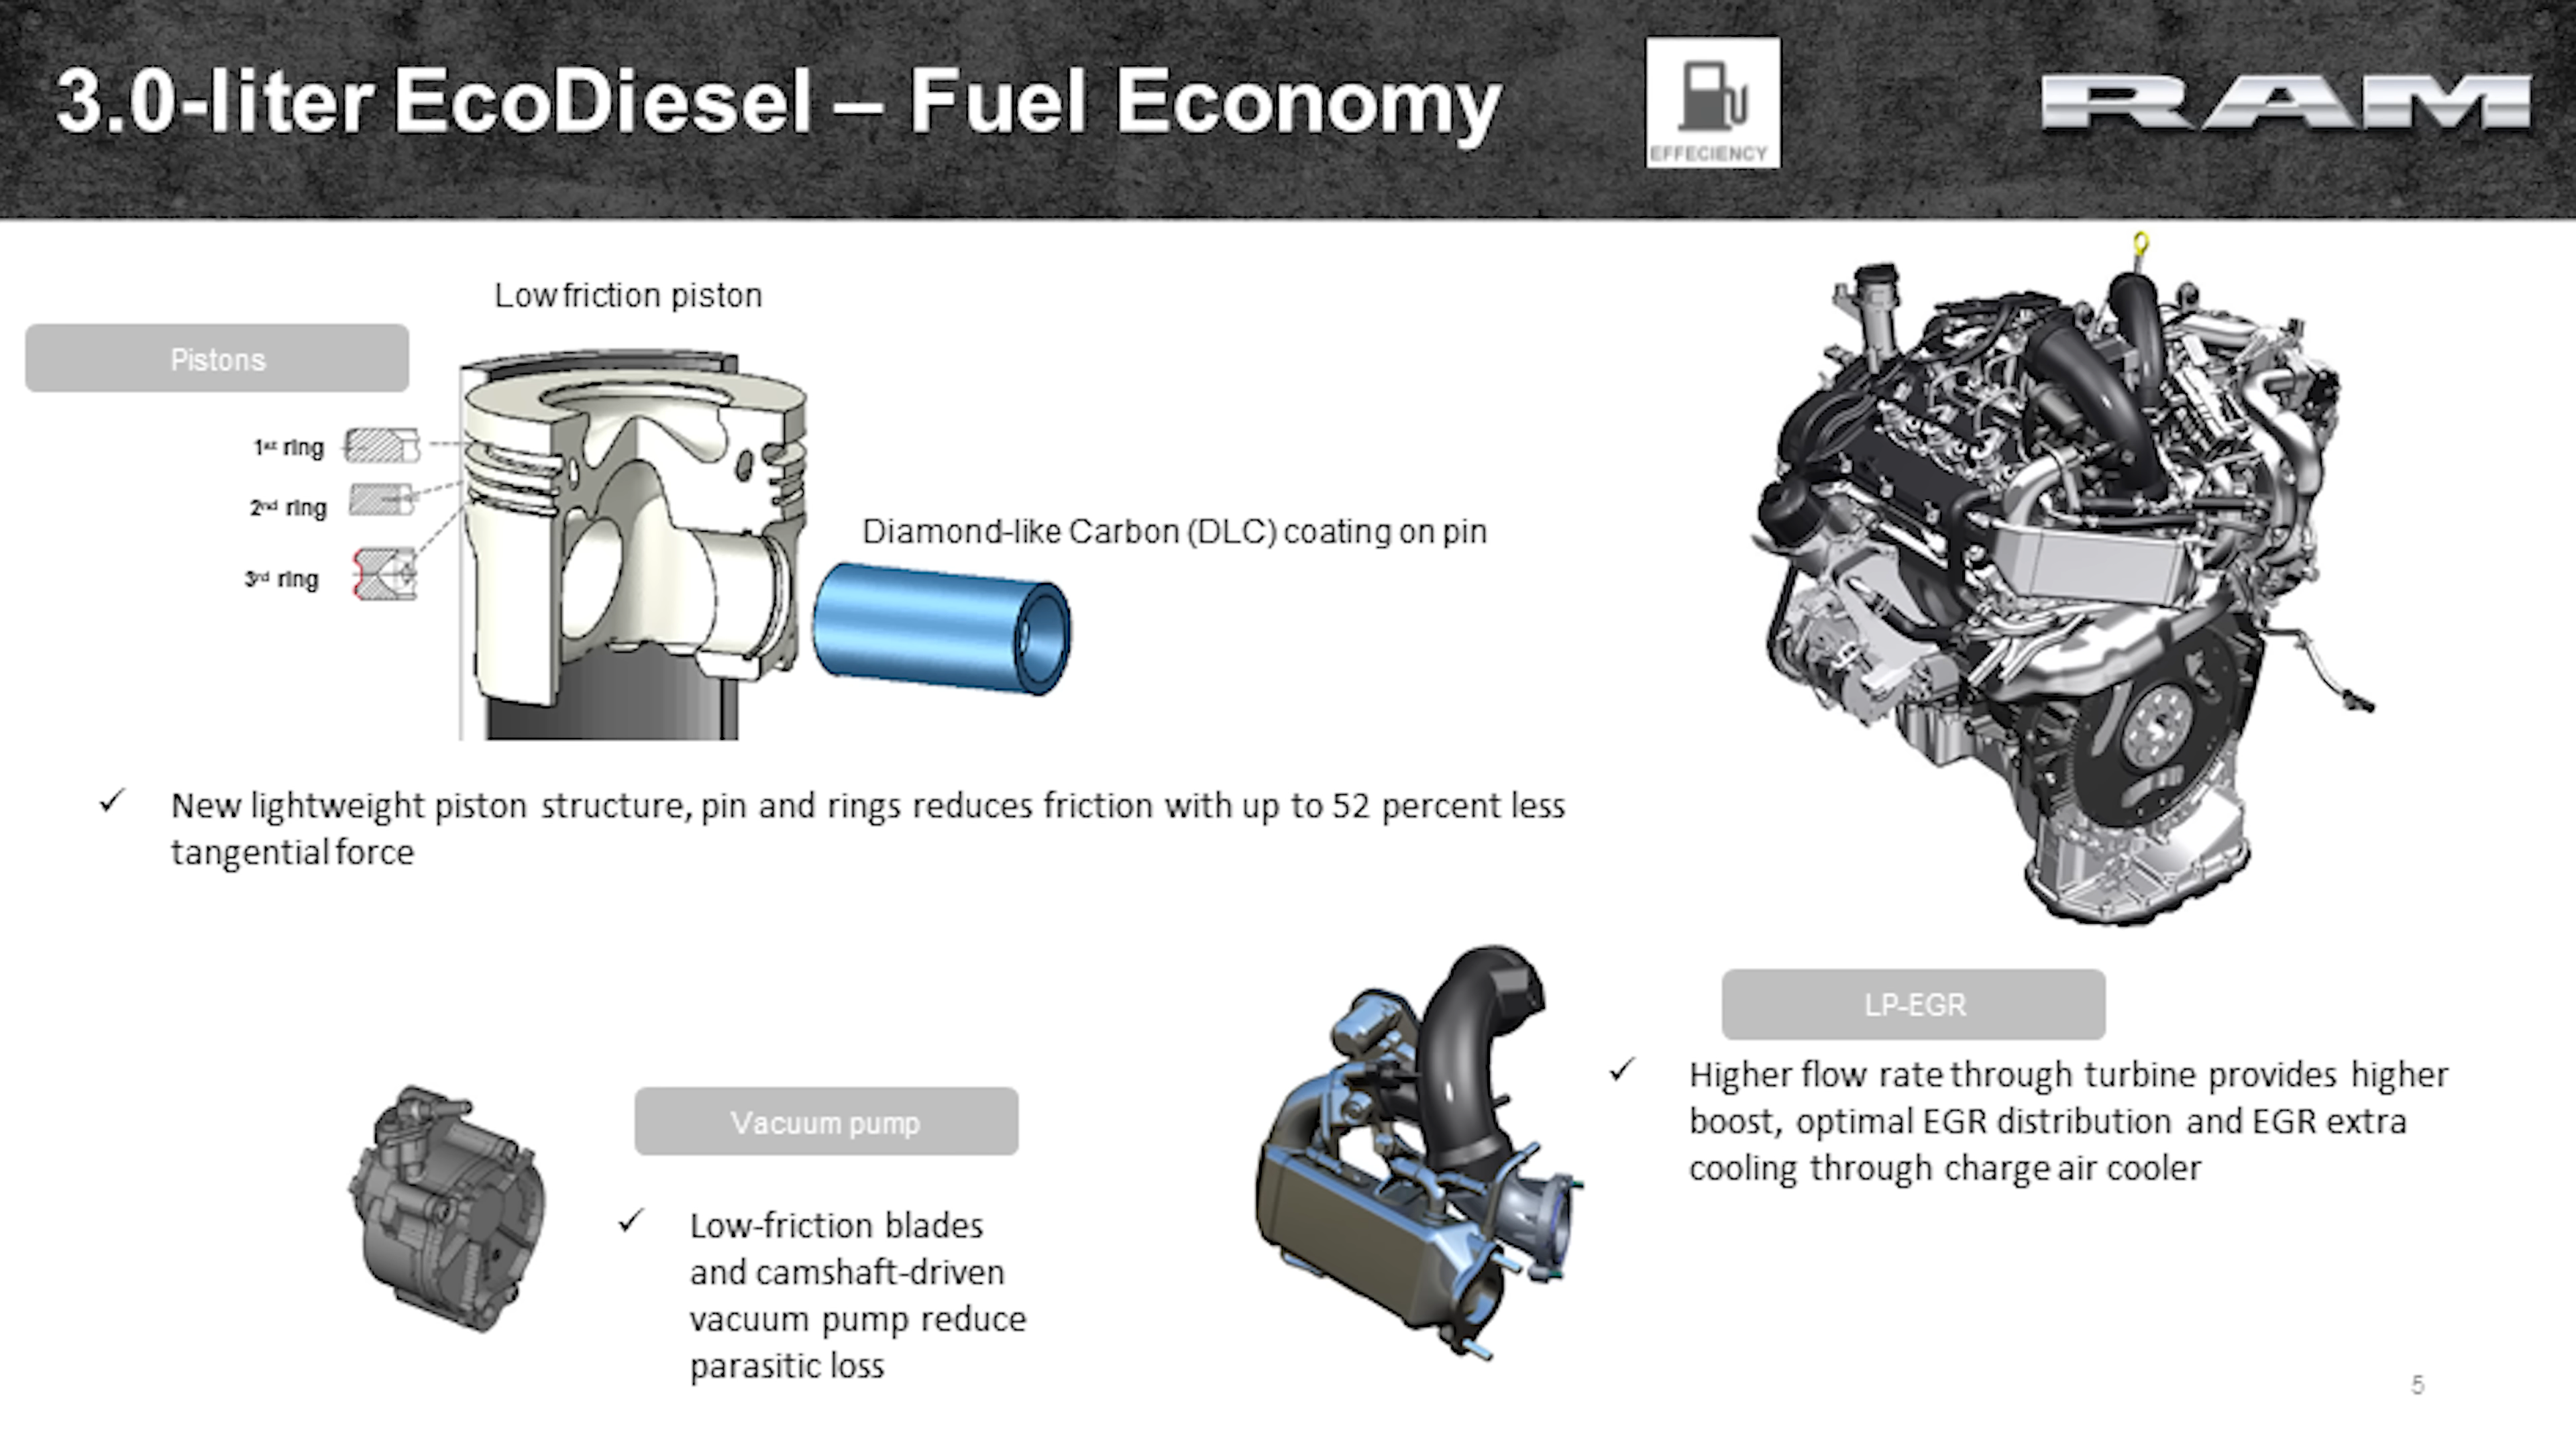 3.0-liter EcoDiesel – Fuel Economy
EFFECIENCY
RAM
Low friction piston
Pistons
1st ring
2nd ring
3rd ring
Diamond-like Carbon (DLC) coating on pin
✓ New lightweight piston structure, pin and rings reduces friction with up to 52 percent less
tangential force
LP-EGR
✓ Higher flow rate through turbine provides higher
boost, optimal EGR distribution and EGR extra
cooling through charge air cooler
Vacuum pump
✓ Low-friction blades
and camshaft-driven
vacuum pump reduce
parasitic loss
5